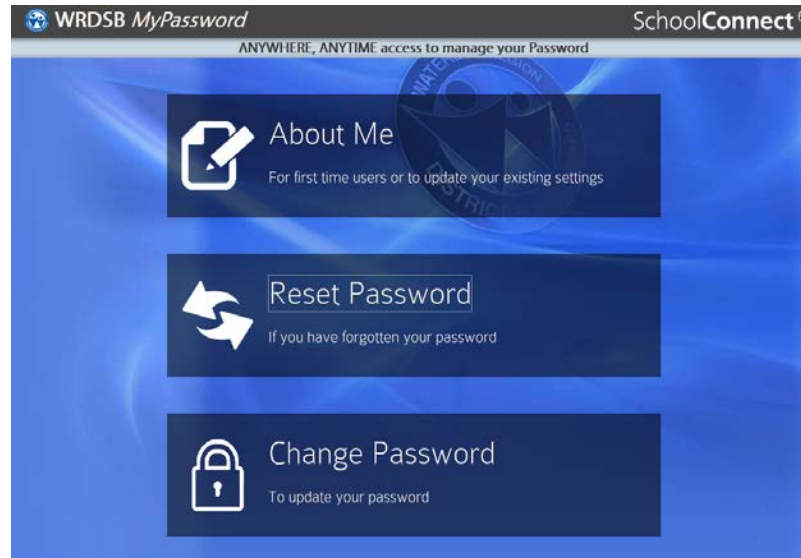 WRDSB MyPassword
SchoolConnect
ANYWHERE, ANYTIME access to manage your Password
About Me
For first time users or to update your existing settings
Reset Password
If you have forgotten your password
Change Password
To update your password